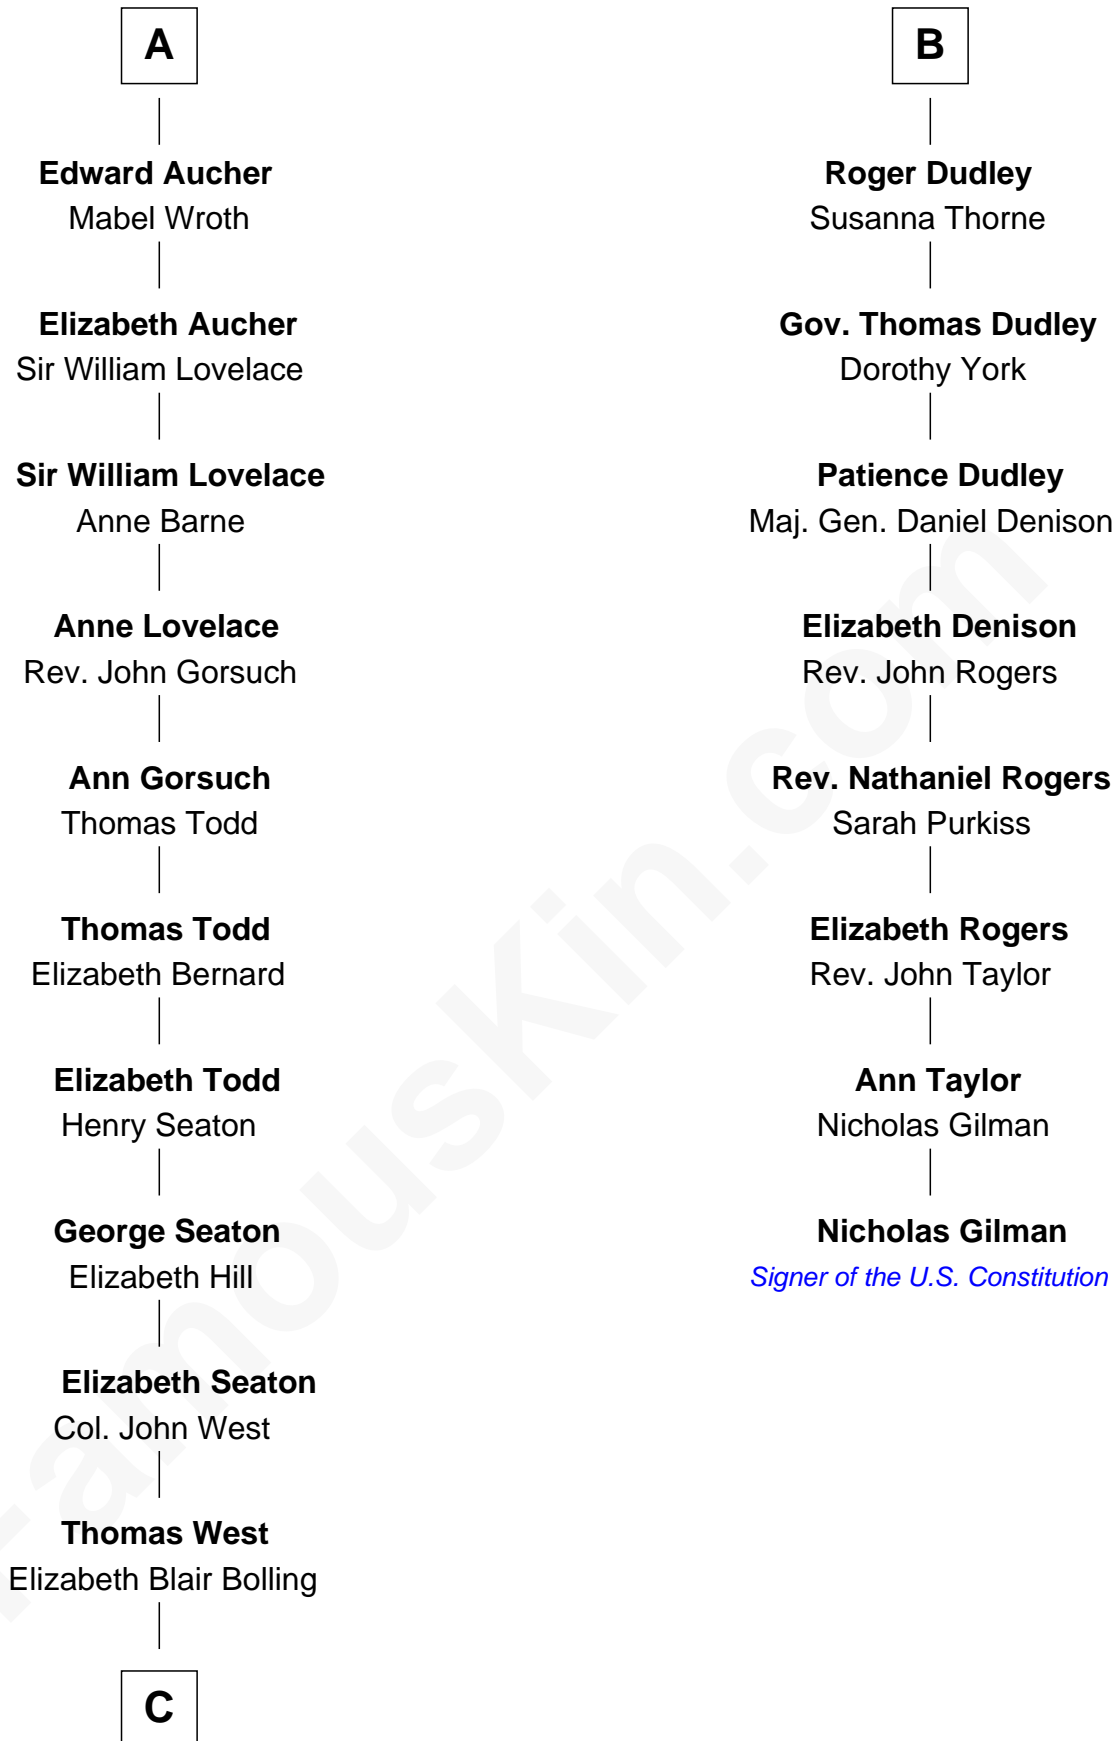 A
Edward Aucher
Mabel Wroth
Elizabeth Aucher
Sir William Lovelace
Sir William Lovelace
Anne Barne
Anne Lovelace
Rev. John Gorsuch
Ann Gorsuch
Thomas Todd
Thomas Todd
Elizabeth Bernard
Elizabeth Todd
Henry Seaton
George Seaton
Elizabeth Hill
Elizabeth Seaton
Col. John West
Thomas West
Elizabeth Blair Bolling
C
B
Roger Dudley
Susanna Thorne
Gov. Thomas Dudley
Dorothy York
Patience Dudley
Maj. Gen. Daniel Denison
Elizabeth Denison
Rev. John Rogers
Rev. Nathaniel Rogers
Sarah Purkiss
Elizabeth Rogers
Rev. John Taylor
Ann Taylor
Nicholas Gilman
Nicholas Gilman
Signer of the U.S. Constitution
FamousKin.com